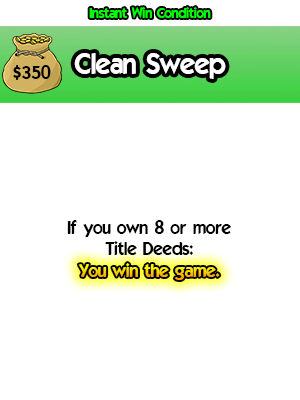 Instant Win Condition
$350
Clean Sweep
If you own 8 or more
Title Deeds:
You win the game.